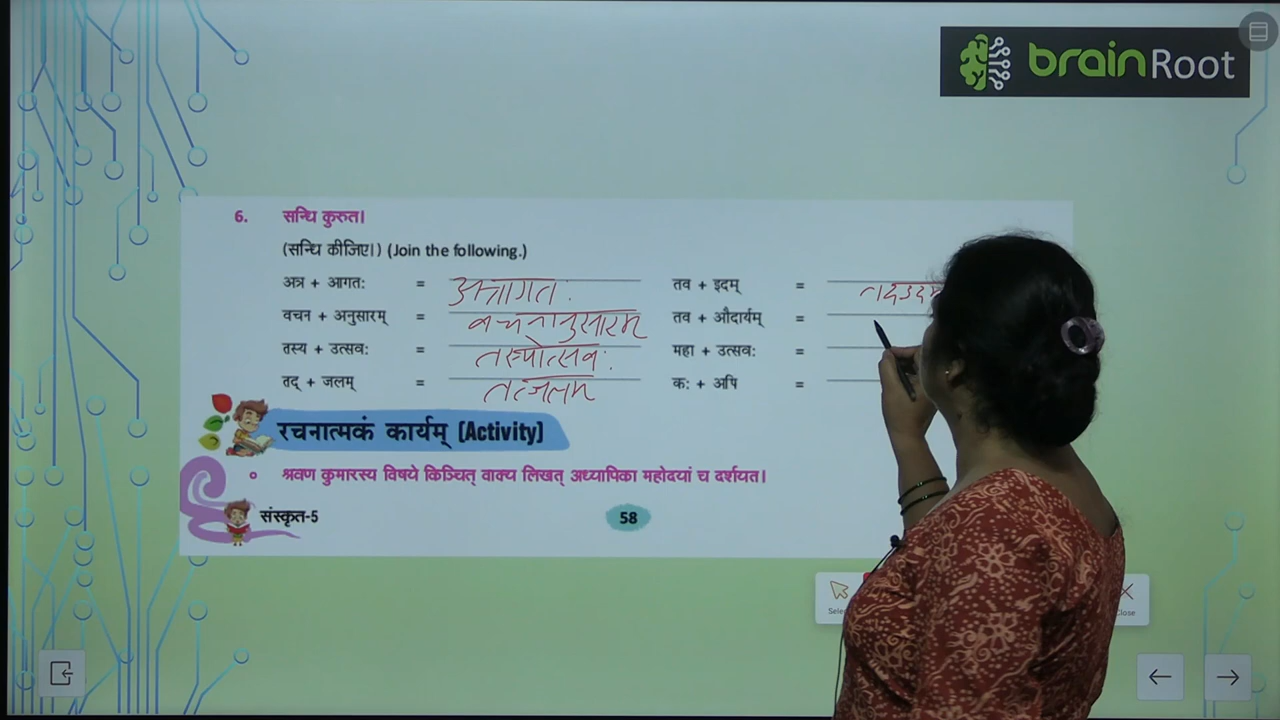 brainRoot
6. सन्धि कुरुत।
(सन्धि कीजिए।) (Join the following.)
अत्र + आगतः = अत्रागतः तव + इदम् =
वचन + अनुसारम् = वचनानुसारम तव + औदार्यम् =
तस्य + उत्सवः = तस्योत्सवः महा + उत्सवः =
तद् + जलम् = तत्जलम कः + अपि =
रचनात्मकं कार्यम् (Activity)
श्रवण कुमारस्य विषये किञ्चित् वाक्य लिखत् अध्यापिका महोदयां च दर्शयत।
संस्कृत-5
58